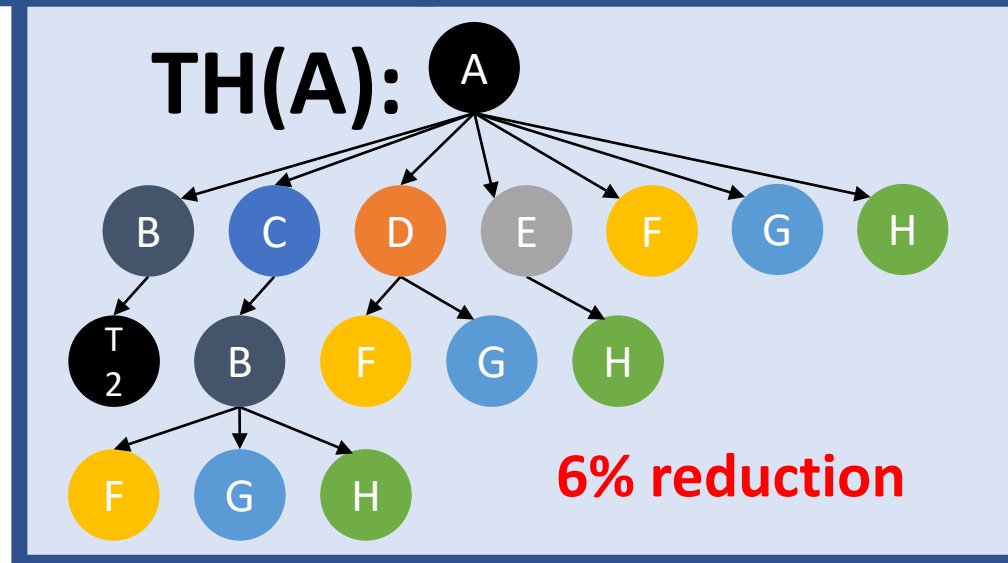 TH(A): A
B C D E F G H
T
2
B F G H
F G H
6% reduction